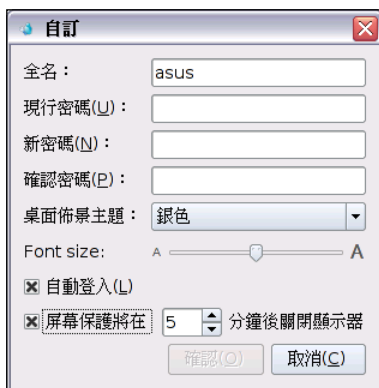 自訂
全名： asus
現行密碼(U)：
新密碼(N)：
確認密碼(P)：
桌面佈景主題： 銀色
Font size: A A
自動登入(L)
屏幕保護將在 5 分鐘後關閉顯示器
確認(O) 取消(C)